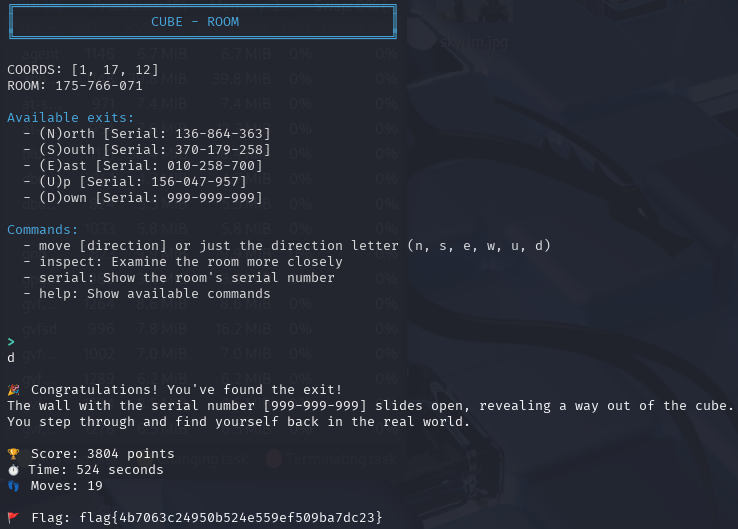 CUBE - ROOM
COORDS: [1, 17, 12]
ROOM: 175-766-071
Available exits:
- (N)orth [Serial: 136-864-363]
- (S)outh [Serial: 370-179-258]
- (E)ast [Serial: 010-258-700]
- (U)p [Serial: 156-047-957]
- (D)own [Serial: 999-999-999]
Commands:
- move [direction] or just the direction letter (n, s, e, w, u, d)
- inspect: Examine the room more closely
- serial: Show the room's serial number
- help: Show available commands
>
d
🎉 Congratulations! You've found the exit!
The wall with the serial number [999-999-999] slides open, revealing a way out of the cube.
You step through and find yourself back in the real world.
🏆 Score: 3804 points
⏱️ Time: 524 seconds
👣 Moves: 19
🚩 Flag: flag{4b7063c24950b524e559ef509ba7dc23}